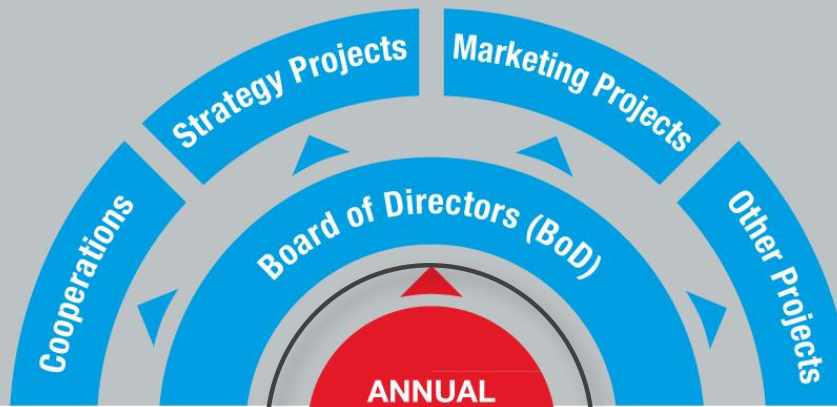 Cooperations
Strategy Projects
Marketing Projects
Other Projects
Board of Directors (BoD)
ANNUAL